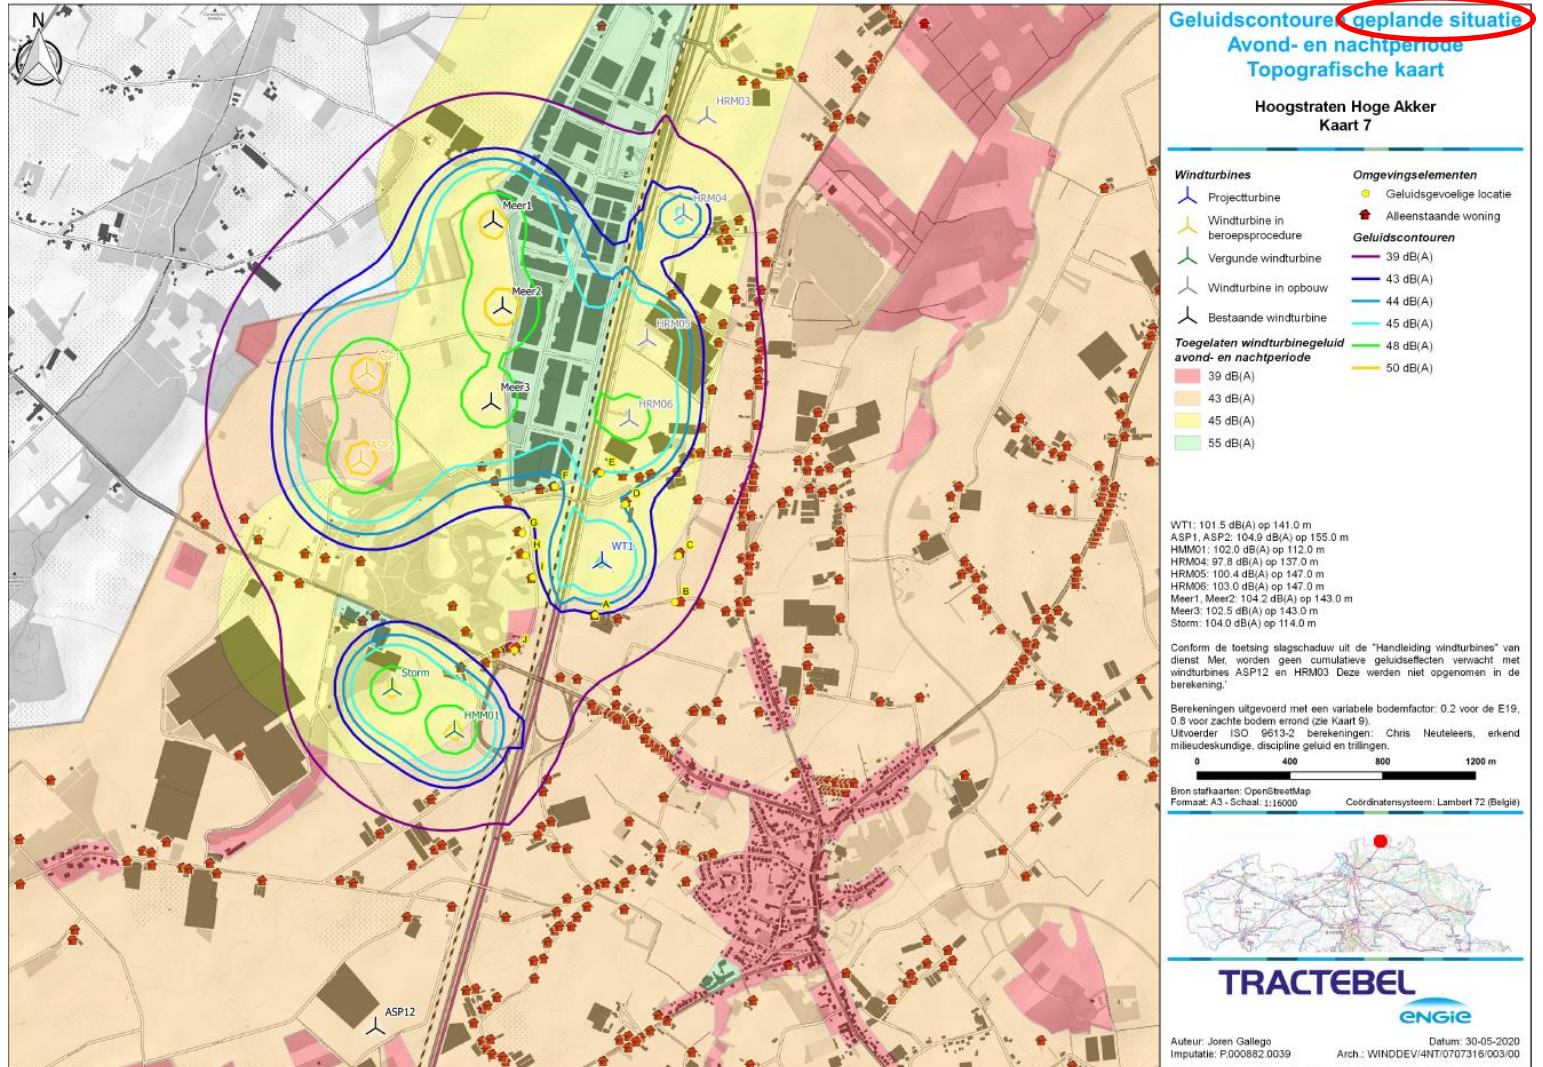 Geluidscontouren geplande situatie
Avond- en nachtperiode
Topografische kaart
Hoogstraten Hoge Akker
Kaart 7
Windturbines
Projectturbine
Windturbine in
beroepsprocedure
Vergunde windturbine
Windturbine in opbouw
Bestaande windturbine
Toegelaten windturbinegeluid
avond- en nachtperiode
39 dB(A)
43 dB(A)
45 dB(A)
55 dB(A)
Omgevingselementen
Geluidsgevoelige locatie
Alleenstaande woning
Geluidscontouren
39 dB(A)
43 dB(A)
44 dB(A)
45 dB(A)
48 dB(A)
50 dB(A)
WT1: 101.5 dB(A) op 141.0 m
ASP1, ASP2: 104.9 dB(A) op 155.0 m
HMM01: 102.0 dB(A) op 112.0 m
HRM04: 97.8 dB(A) op 137.0 m
HRM05: 100.4 dB(A) op 147.0 m
HRM06: 103.0 dB(A) op 147.0 m
Meer1, Meer2: 104.2 dB(A) op 143.0 m
Meer3: 102.5 dB(A) op 143.0 m
Storm: 104.0 dB(A) op 114.0 m
Conform de toetsing slagschaduw uit de "Handleiding windturbines" van
dienst Mer, worden geen cumulatieve geluidseffecten verwacht met
windturbines ASP12 en HRM03 Deze werden niet opgenomen in de
berekening.'
Berekeningen uitgevoerd met een variabele bodemfactor: 0.2 voor de E19,
0.8 voor zachte bodem errond (zie Kaart 9).
Uitvoerder ISO 9613-2 berekeningen: Chris Neuteleers, erkend
milieudeskundige, discipline geluid en trillingen.
0 400 800 1200 m
Bron stafkaarten: OpenStreetMap
Formaat: A3 - Schaal: 1:16000 Coördinatensysteem: Lambert 72 (België)
TRACTEBEL
ENGIE
Auteur: Joren Gallego Datum: 30-05-2020
Imputatie: P.000882.0039 Arch.: WINDDEV/4NT/0707316/003/00
N
HRM03
Meer1
HRM04
Meer2
HRM05
ASP1
Meer3
HRM06
ASP2
E
F
D
G
H
WT1
C
I
B
A
J
Storm
HMM01
ASP12